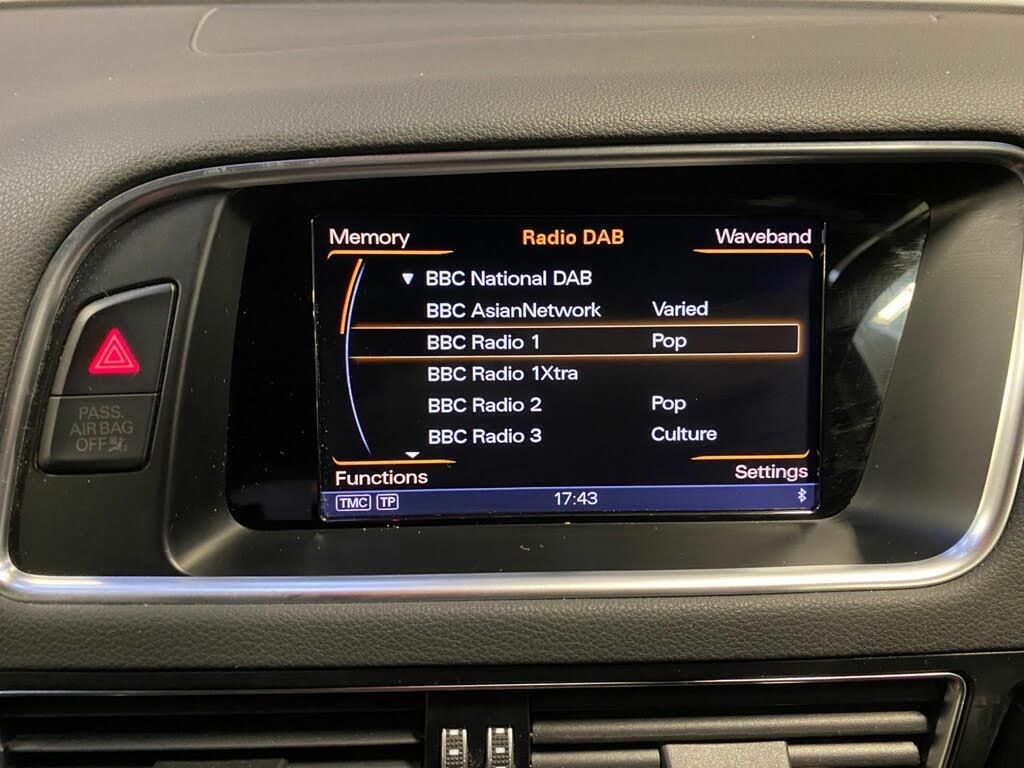 Memory Radio DAB Waveband
▼ BBC National DAB
BBC AsianNetwork Varied
BBC Radio 1 Pop
BBC Radio 1Xtra
BBC Radio 2 Pop
BBC Radio 3 Culture
Functions Settings
TMC TP 17:43
PASS.
AIR BAG
OFF